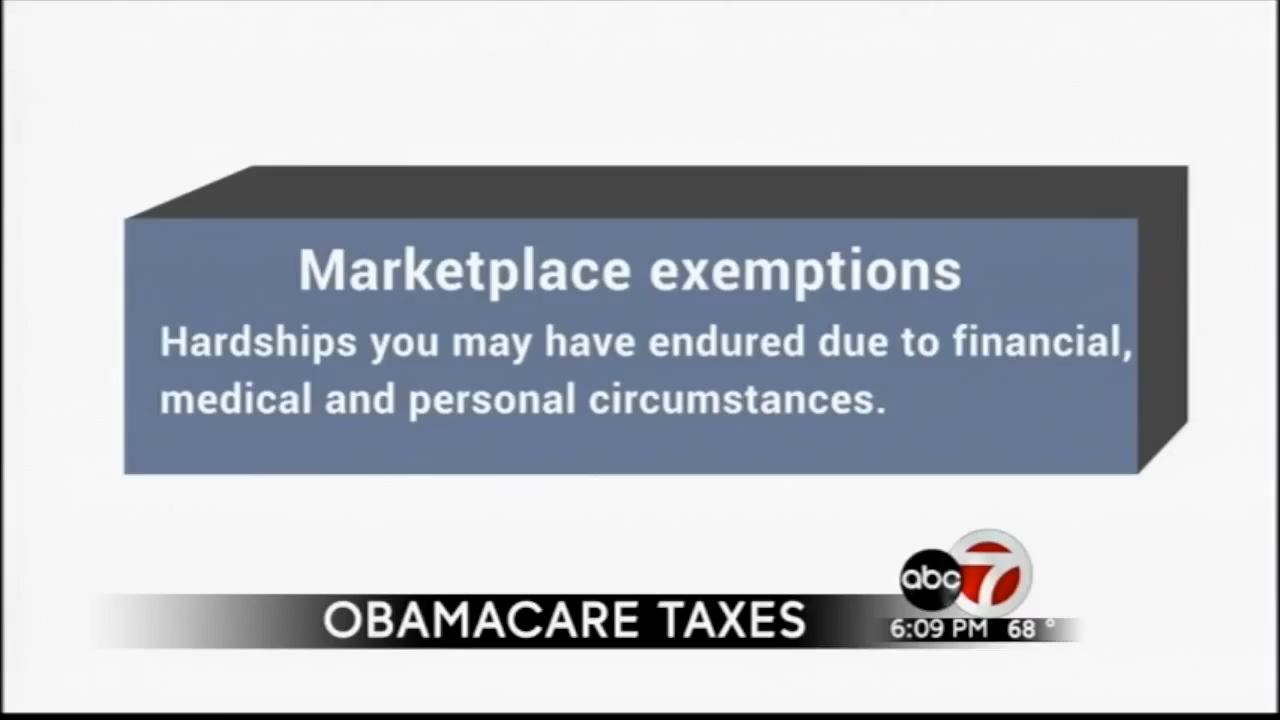 Marketplace exemptions
Hardships you may have endured due to financial,
medical and personal circumstances.
abc 7
OBAMACARE TAXES
6:09 PM 68 °